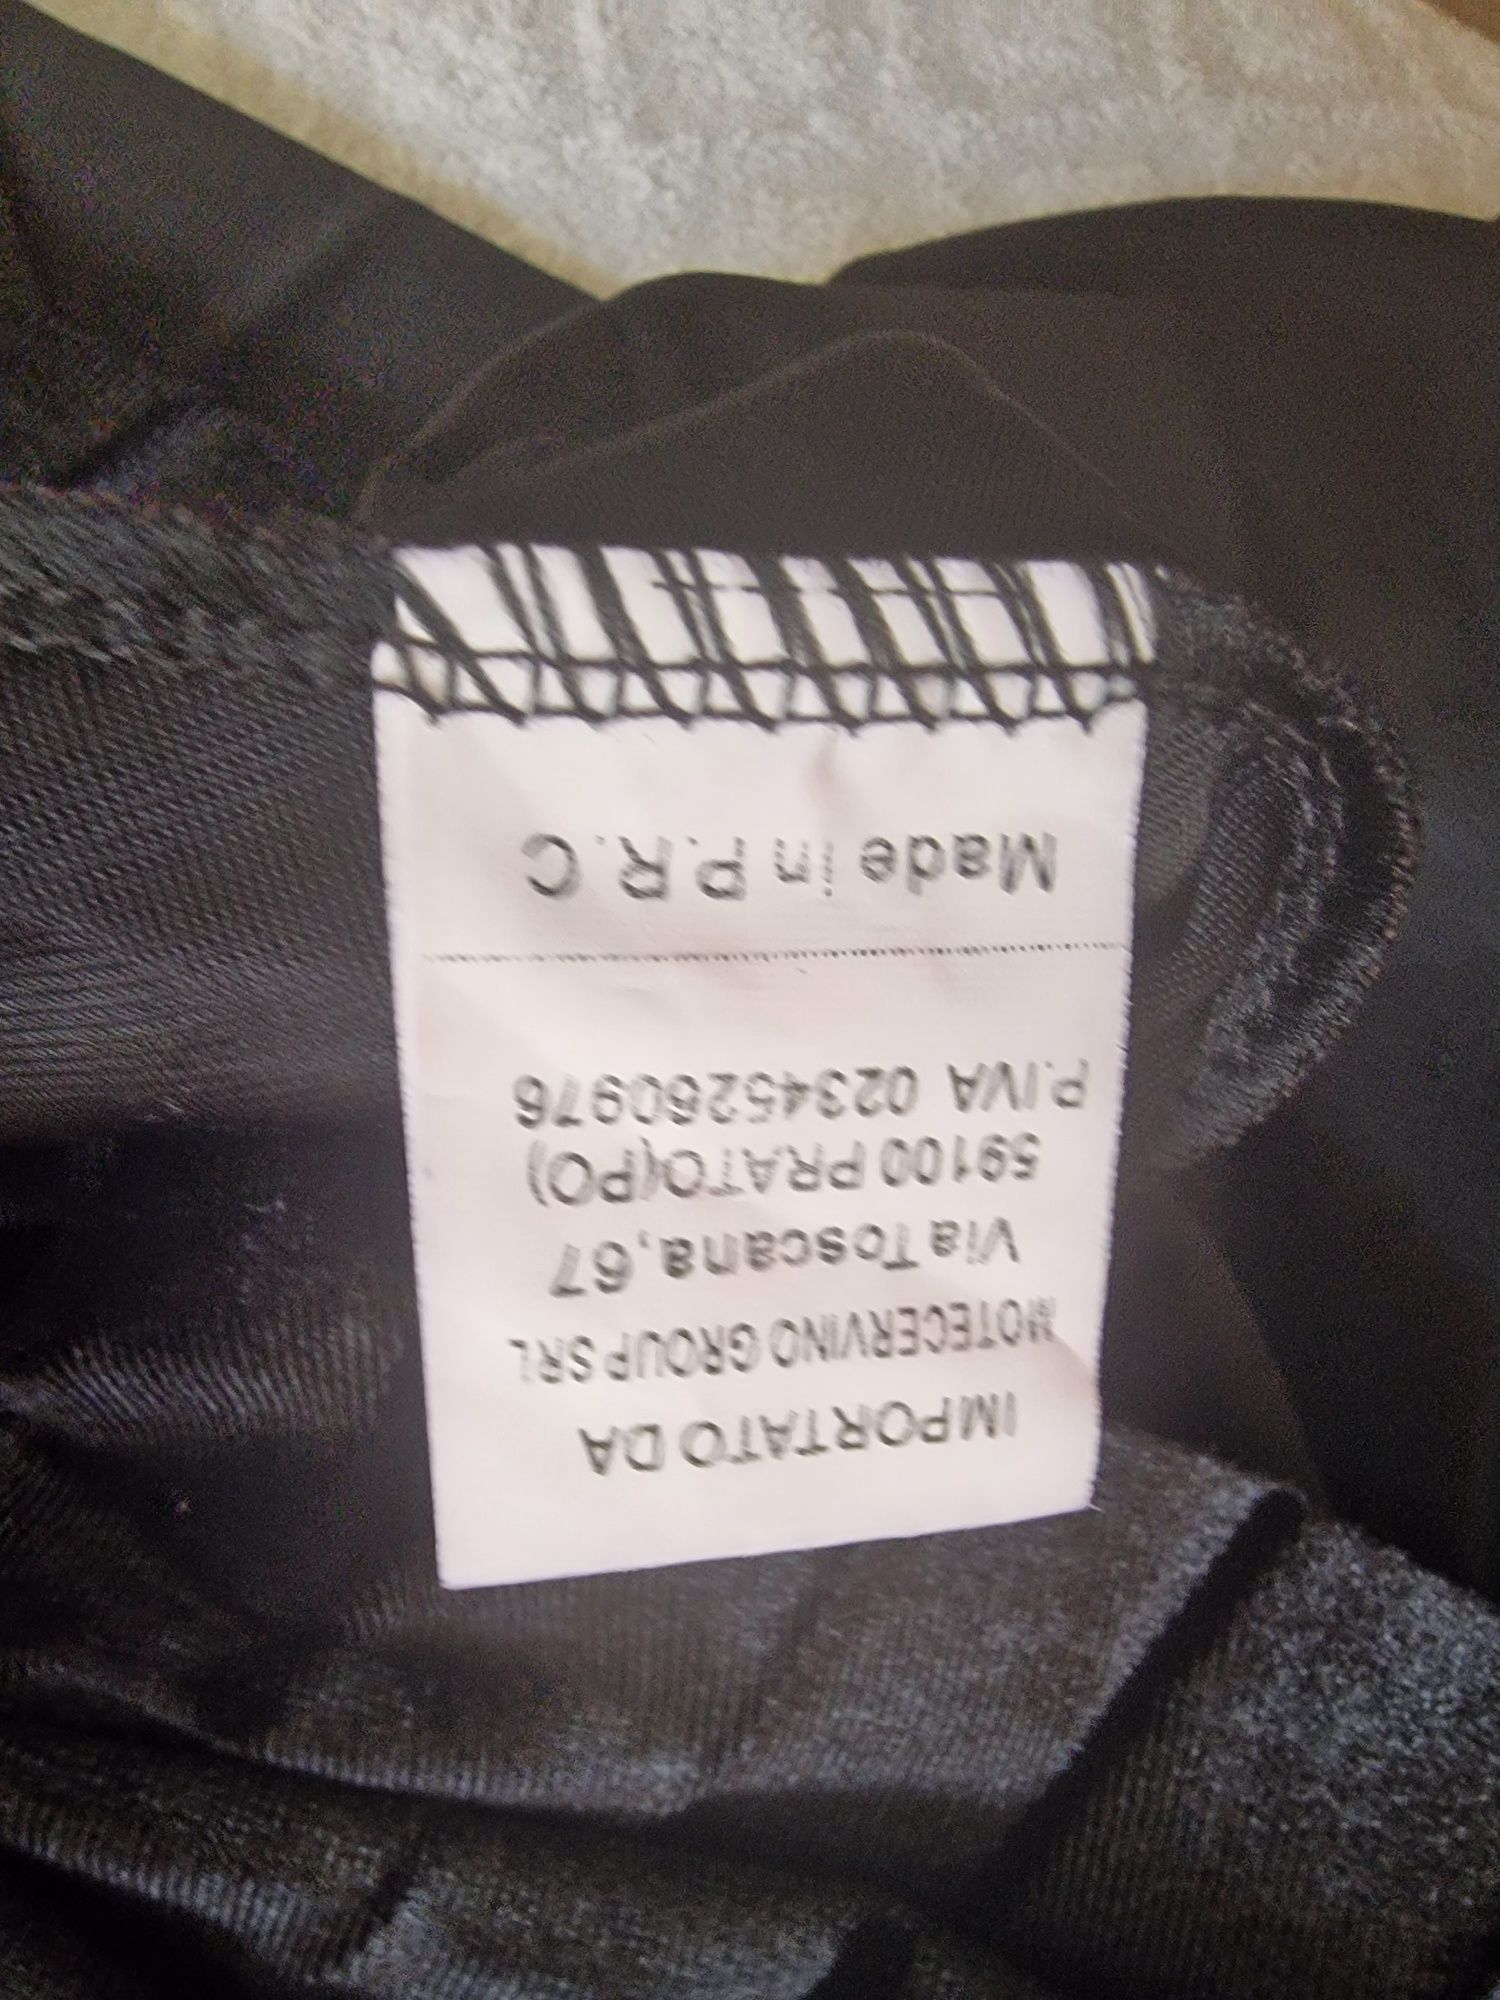 IMPORTATO DA
MOTECERVINO GROUP SRL
Via Toscana, 67
59100 PRATO(PO)
P.IVA 02345260976
Made in P.R.C